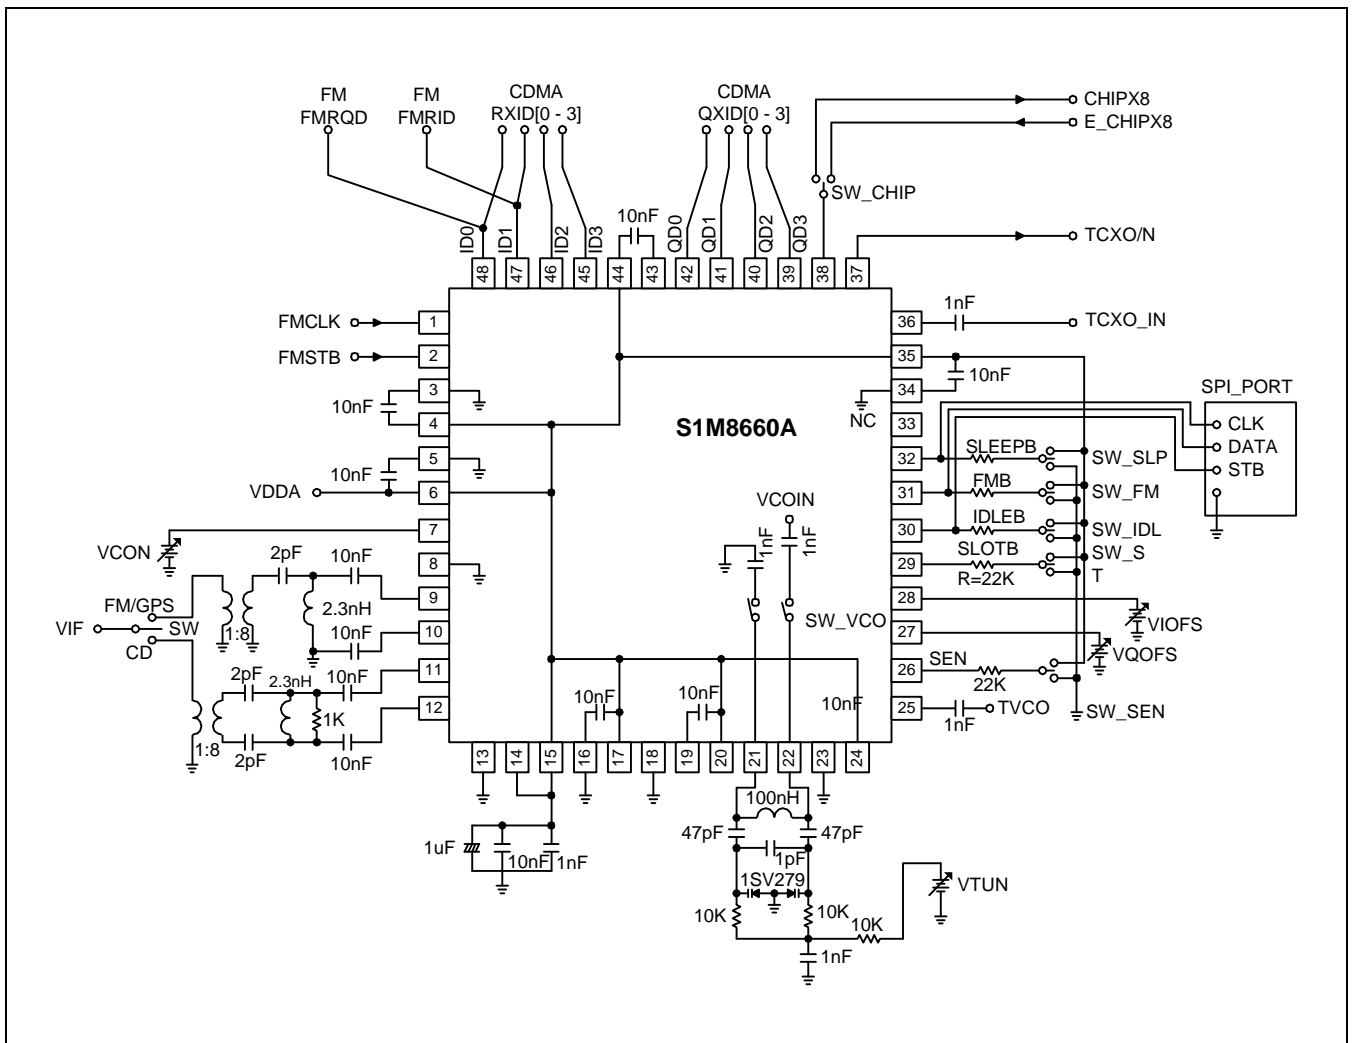 FM
FMRQD
FM
FMRID
CDMA
RXID[0 - 3]
CDMA
QXID[0 - 3]
CHIPX8
E_CHIPX8
SW_CHIP
TCXO/N
ID0
ID1
ID2
ID3
10nF
QD0
QD1
QD2
QD3
48
47
46
45
44
43
42
41
40
39
38
37
FMCLK
1
FMSTB
2
3
10nF
4
5
10nF
VDDA
6
7
VCON
8
9
10
11
12
36
1nF
TCXO_IN
35
10nF
34
NC
33
SPI_PORT
CLK
DATA
STB
S1M8660A
32
SLEEPB
SW_SLP
31
FMB
SW_FM
30
IDLEB
SW_IDL
29
SLOTB
R=22K
SW_S
T
28
VIOFS
27
VQOFS
26
SEN
22K
SW_SEN
25
1nF
TVCO
VCOIN
1nF
1nF
SW_VCO
2pF
10nF
FM/GPS
2.3nH
VIF
SW
1:8
10nF
CD
2pF
2.3nH
10nF
1K
1:8
2pF
10nF
10nF
10nF
10nF
13
14
15
16
17
18
19
20
21
22
23
24
1uF
10nF
1nF
100nH
47pF
47pF
1pF
1SV279
10K
10K
10K
VTUN
1nF